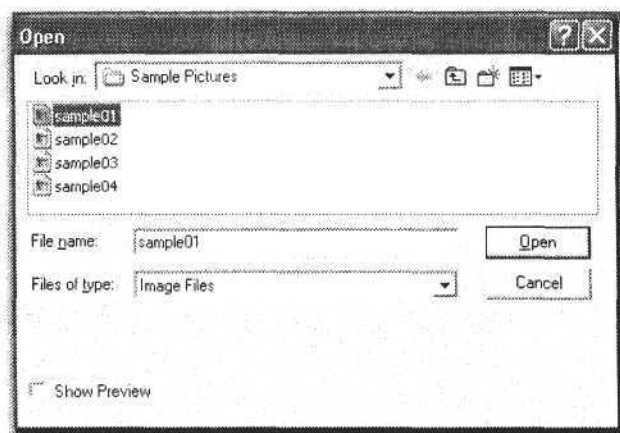 Open
Look in: Sample Pictures
sample01
sample02
sample03
sample04
File name: sample01 Open
Files of type: Image Files Cancel
Show Preview